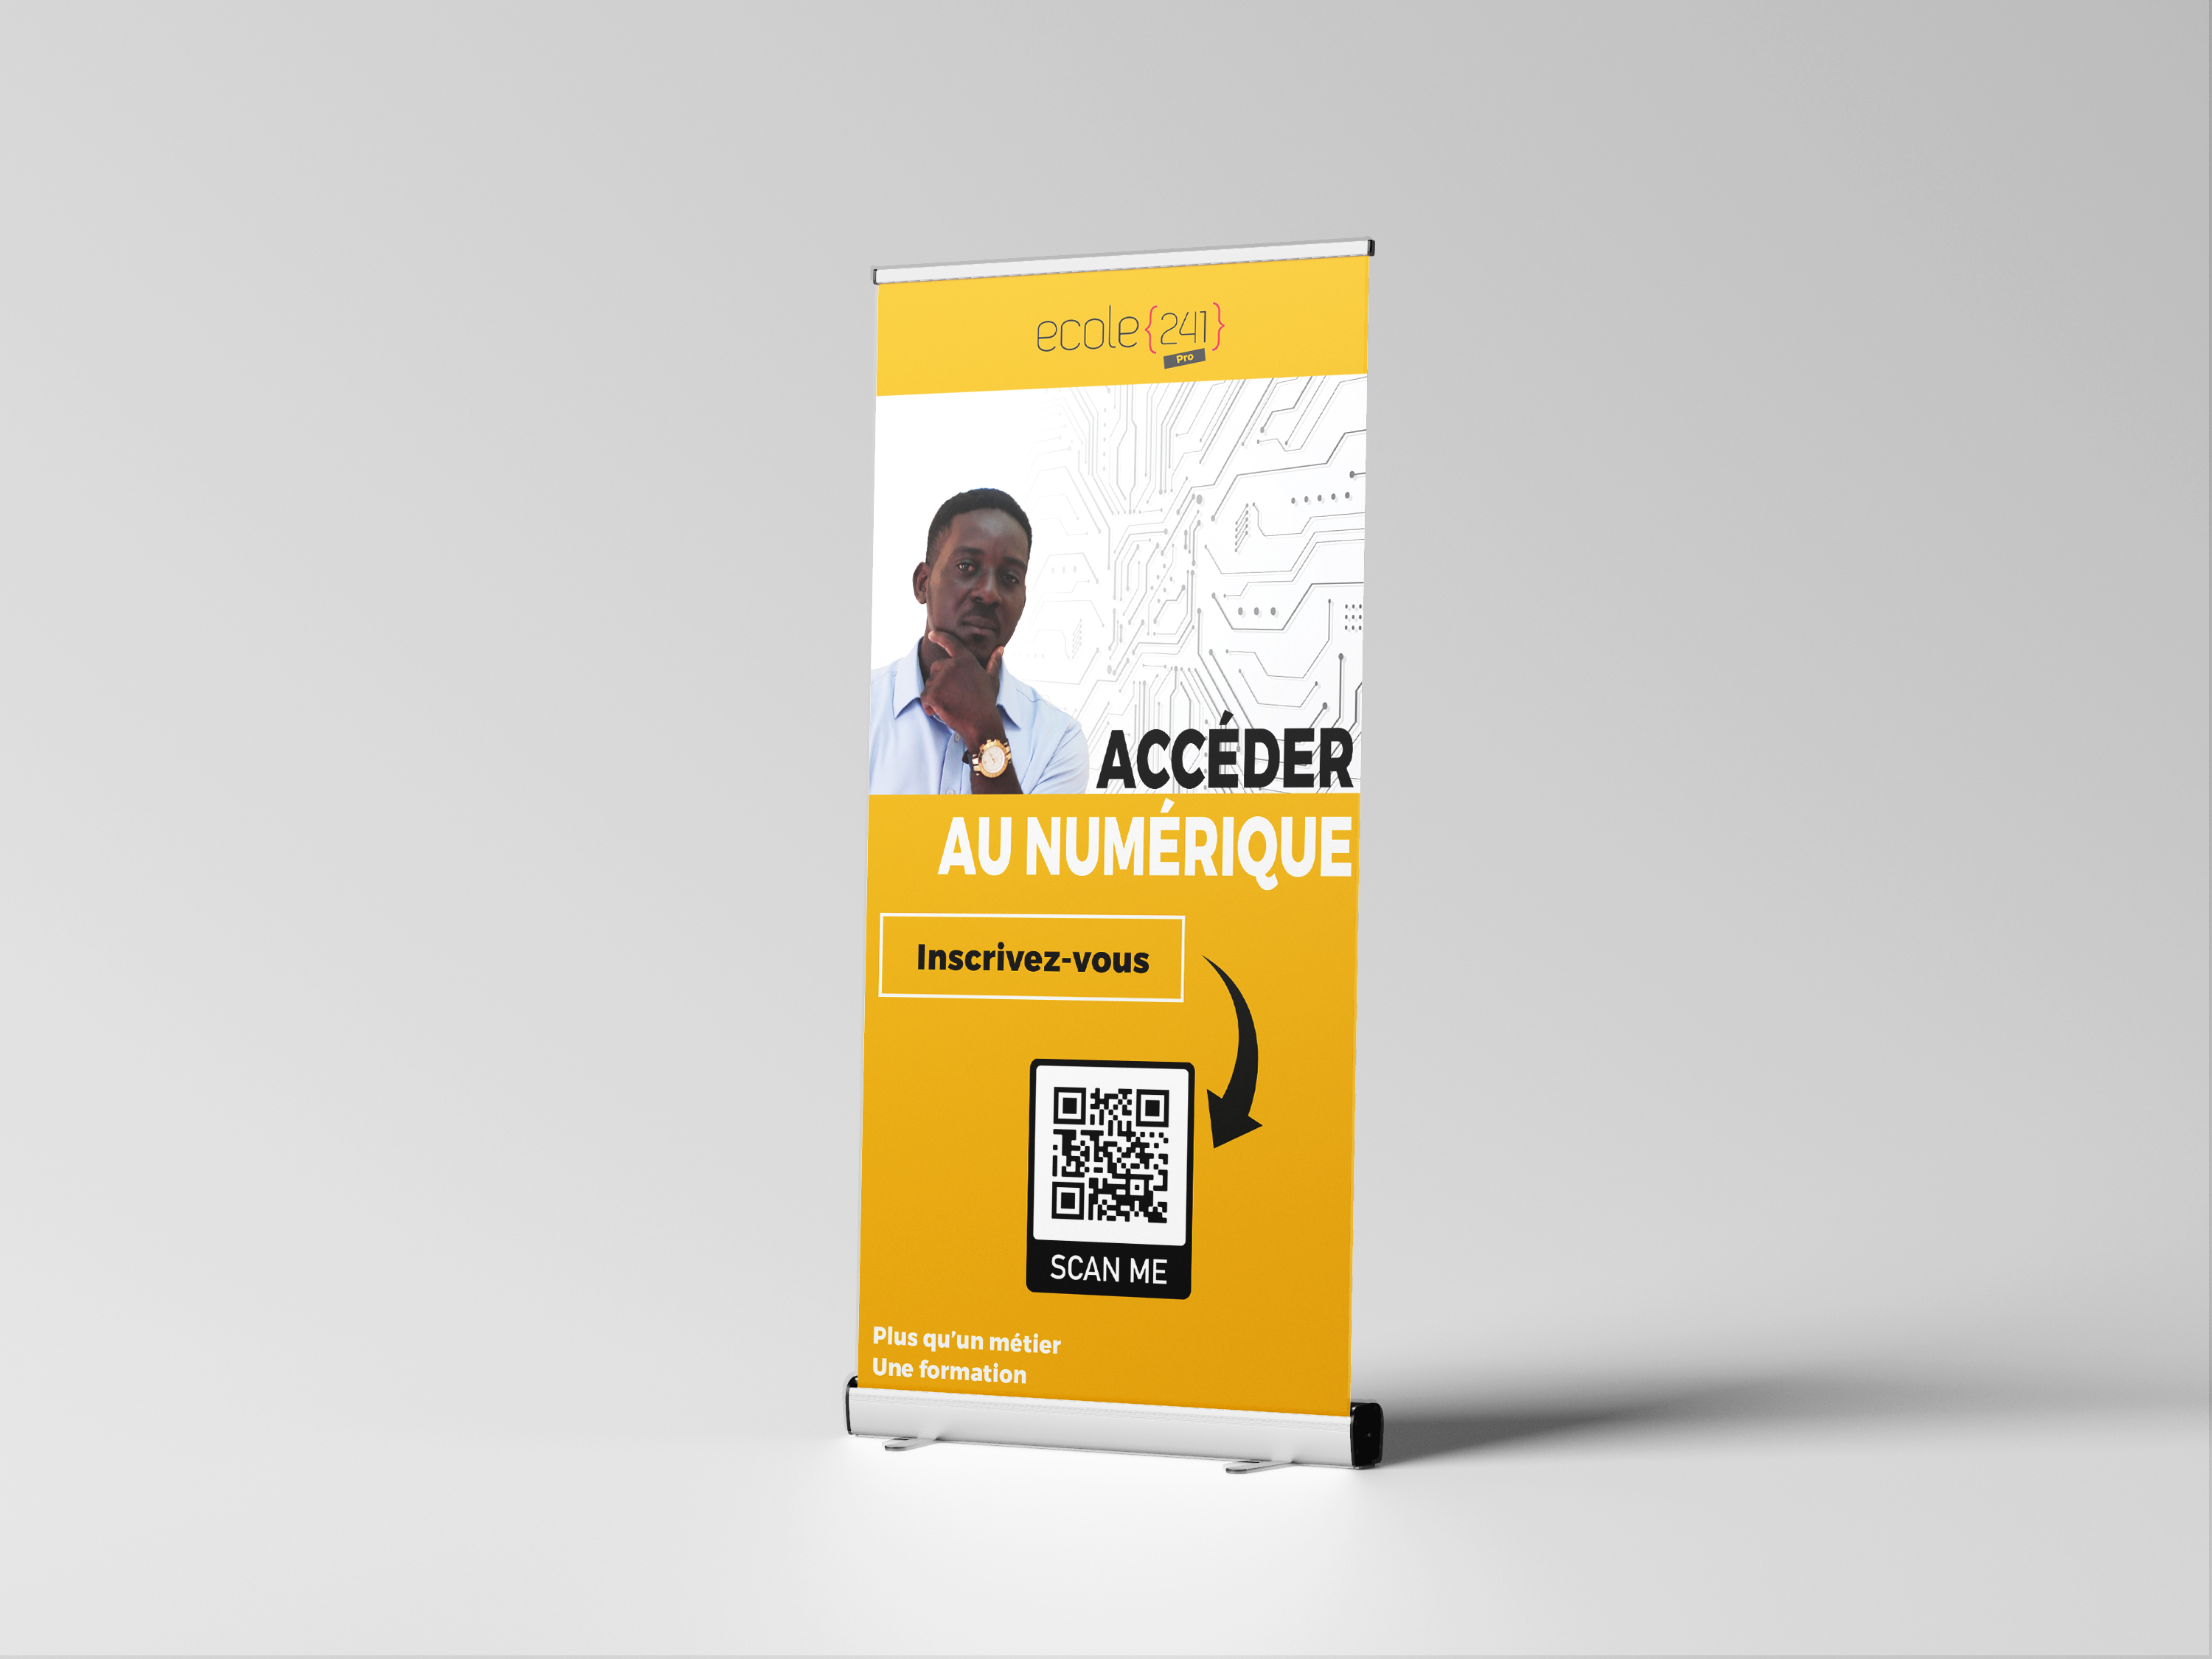 ecole{241}
Pro
ACCÉDER
AU NUMÉRIQUE
Inscrivez-vous
SCAN ME
Plus qu'un métier
Une formation